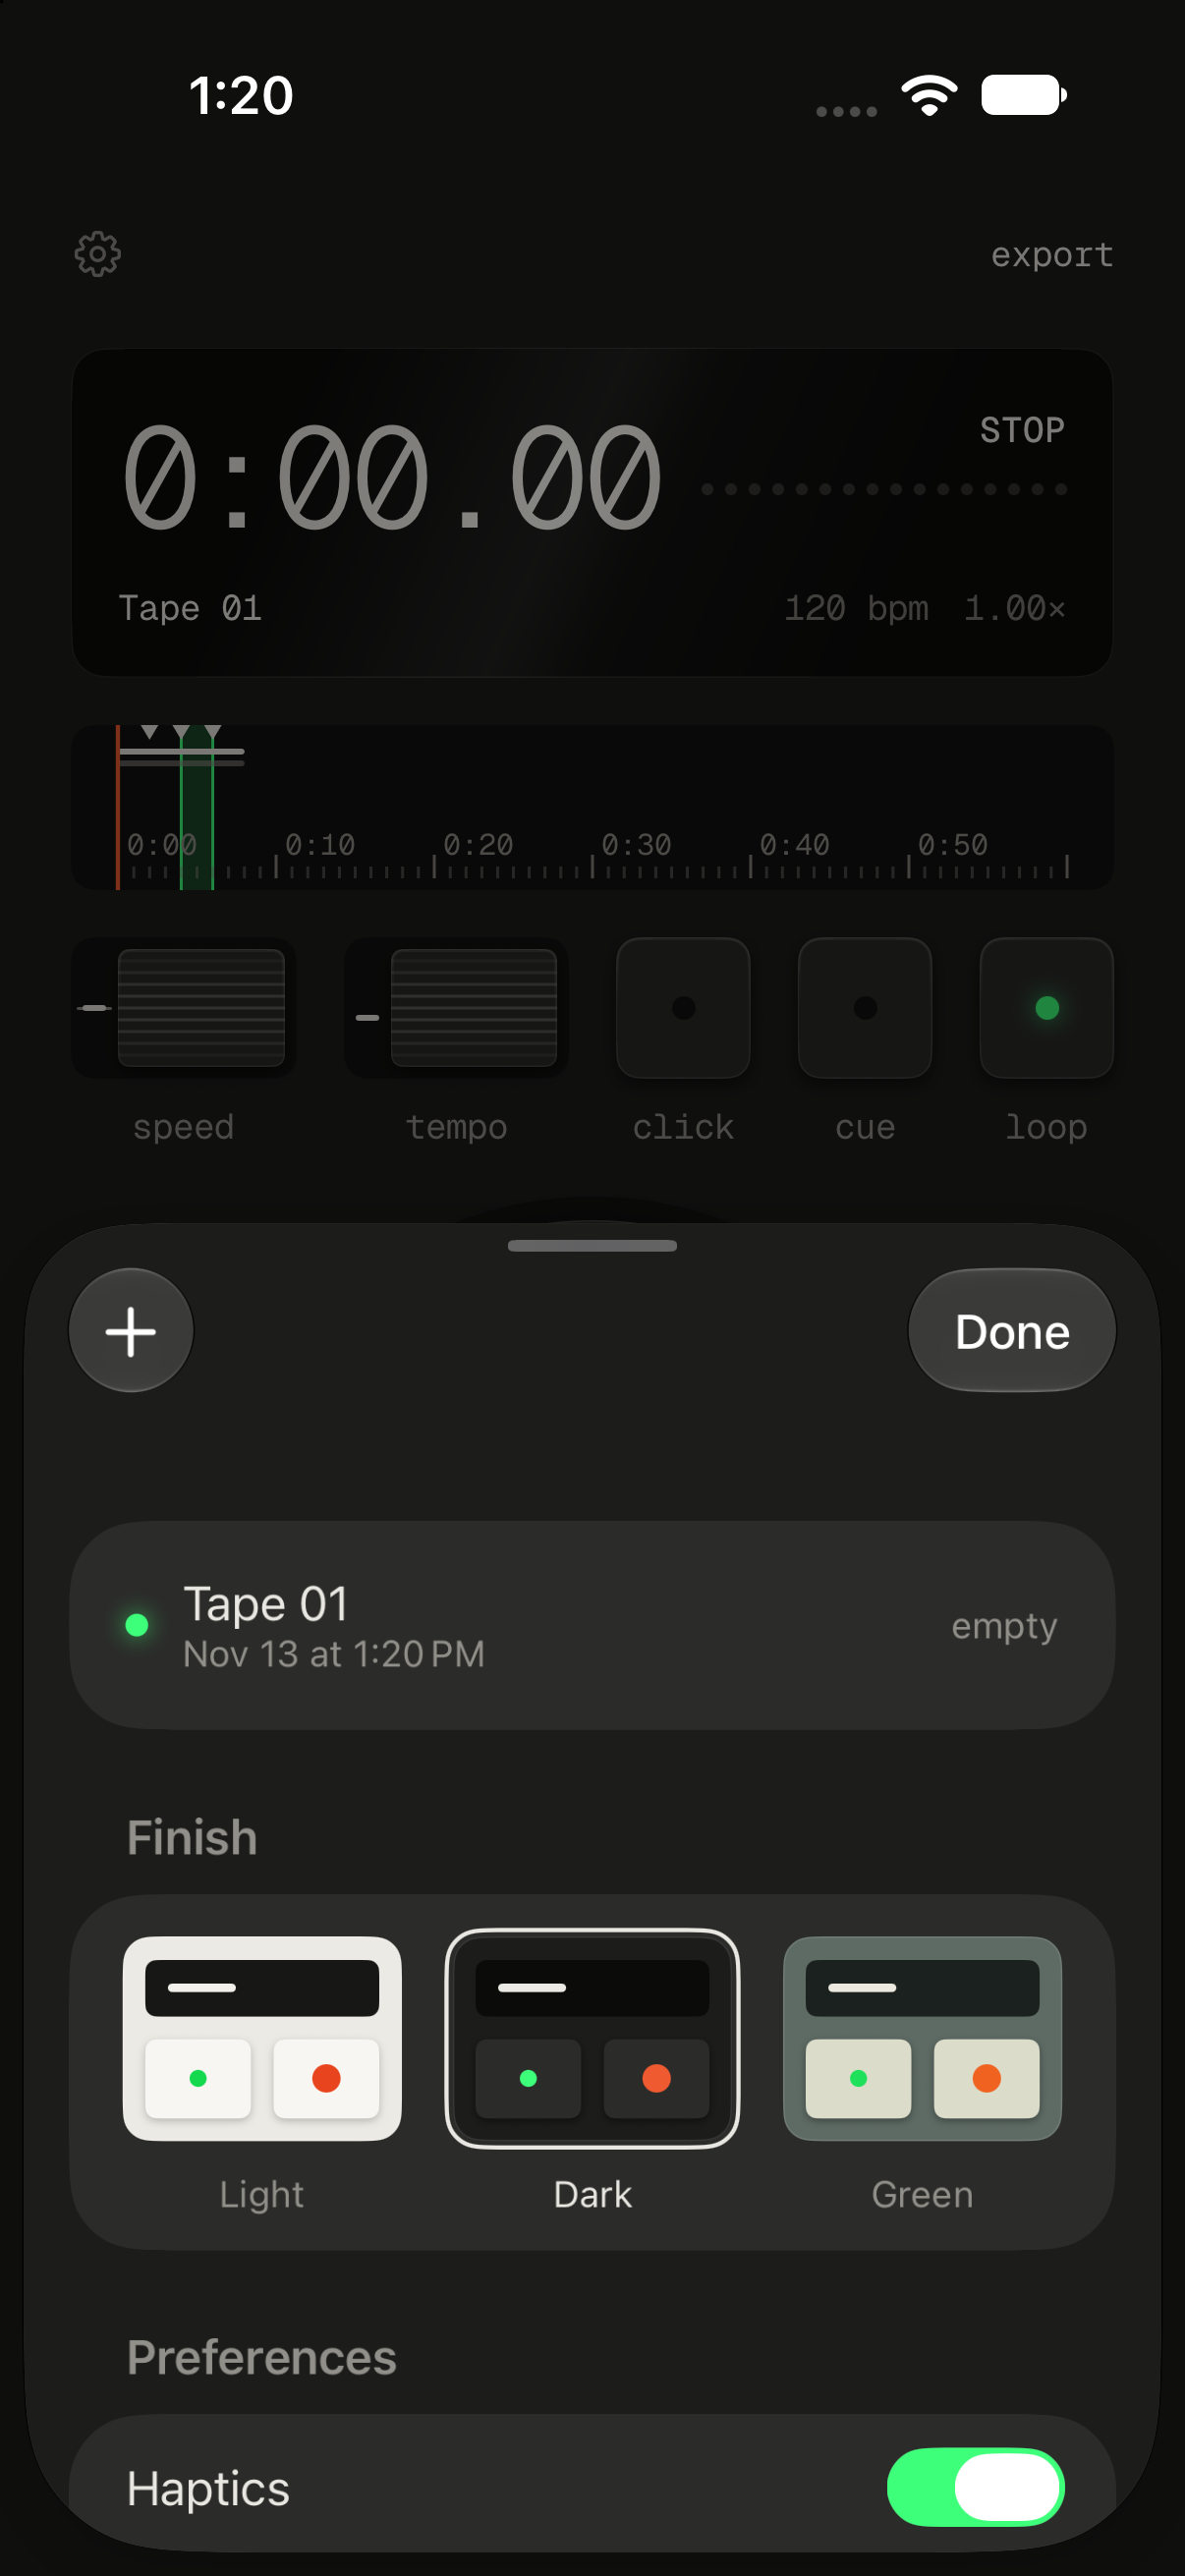 1:20
export
0:00.00
STOP
Tape 01
120 bpm 1.00×
0:00 0:10 0:20 0:30 0:40 0:50
speed tempo click cue loop
Done
Tape 01
empty
Nov 13 at 1:20 PM
Finish
Light Dark Green
Preferences
Haptics